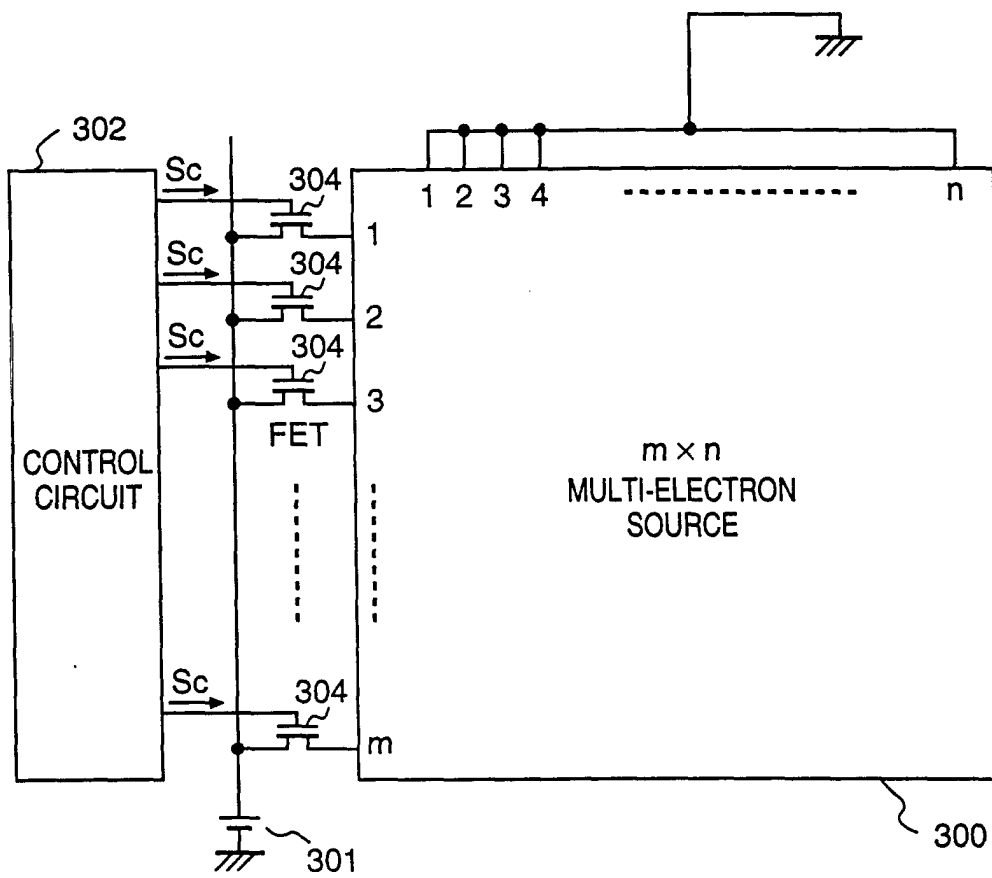 302
Sc
304
1 2 3 4 n
1
Sc
304
2
Sc
304
3
FET
CONTROL
CIRCUIT
m × n
MULTI-ELECTRON
SOURCE
Sc
304
m
301
300